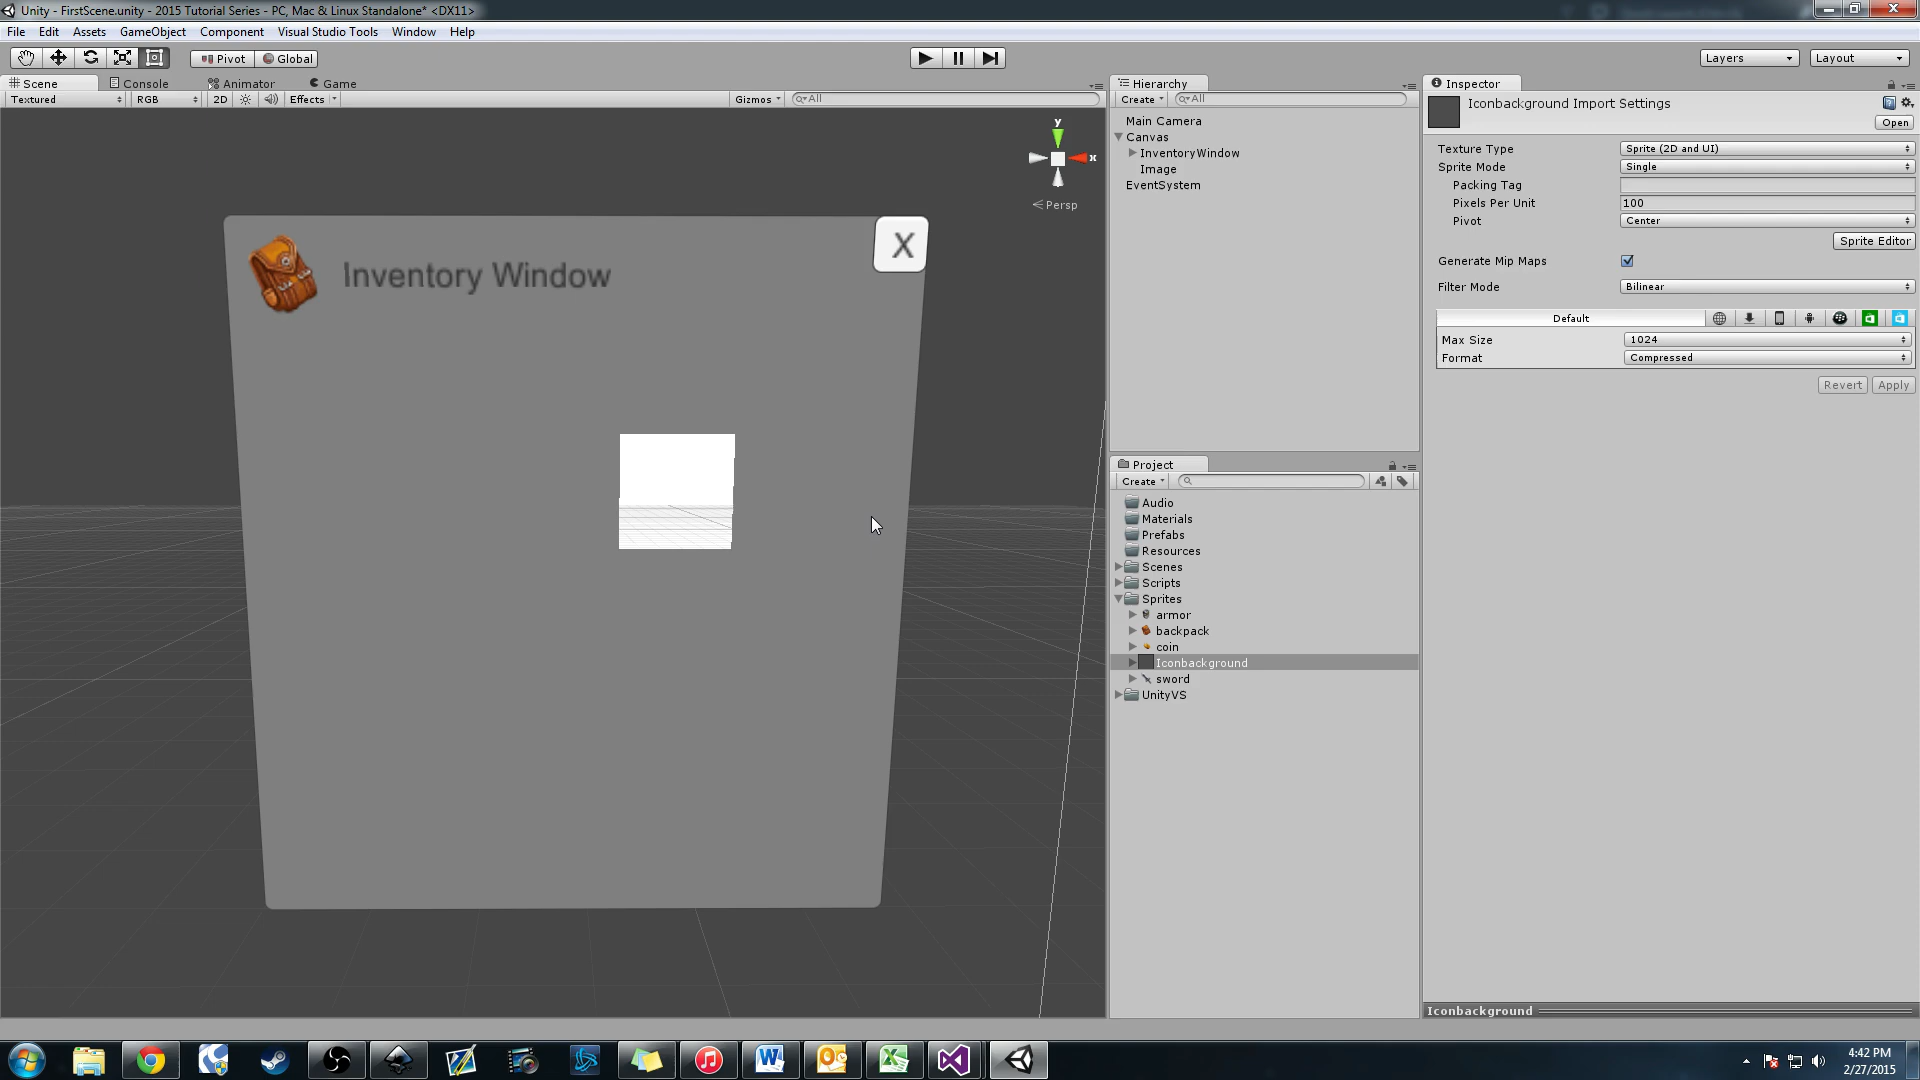 Unity - FirstScene.unity - 2015 Tutorial Series - PC, Mac & Linux Standalone* <DX11>
File Edit Assets GameObject Component Visual Studio Tools Window Help
Pivot Global
Layers Layout
Scene Console Animator Game
Textured RGB 2D Effects Gizmos All
y
x
Persp
Inventory Window
X
Hierarchy
Create All
Main Camera
Canvas
InventoryWindow
Image
EventSystem
Project
Create
Audio
Materials
Prefabs
Resources
Scenes
Scripts
Sprites
armor
backpack
coin
Iconbackground
sword
UnityVS
Inspector
Iconbackground Import Settings
Open
Texture Type Sprite (2D and UI)
Sprite Mode Single
Packing Tag
Pixels Per Unit 100
Pivot Center
Sprite Editor
Generate Mip Maps
Filter Mode Bilinear
Default
Max Size 1024
Format Compressed
Revert Apply
Iconbackground
4:42 PM
2/27/2015